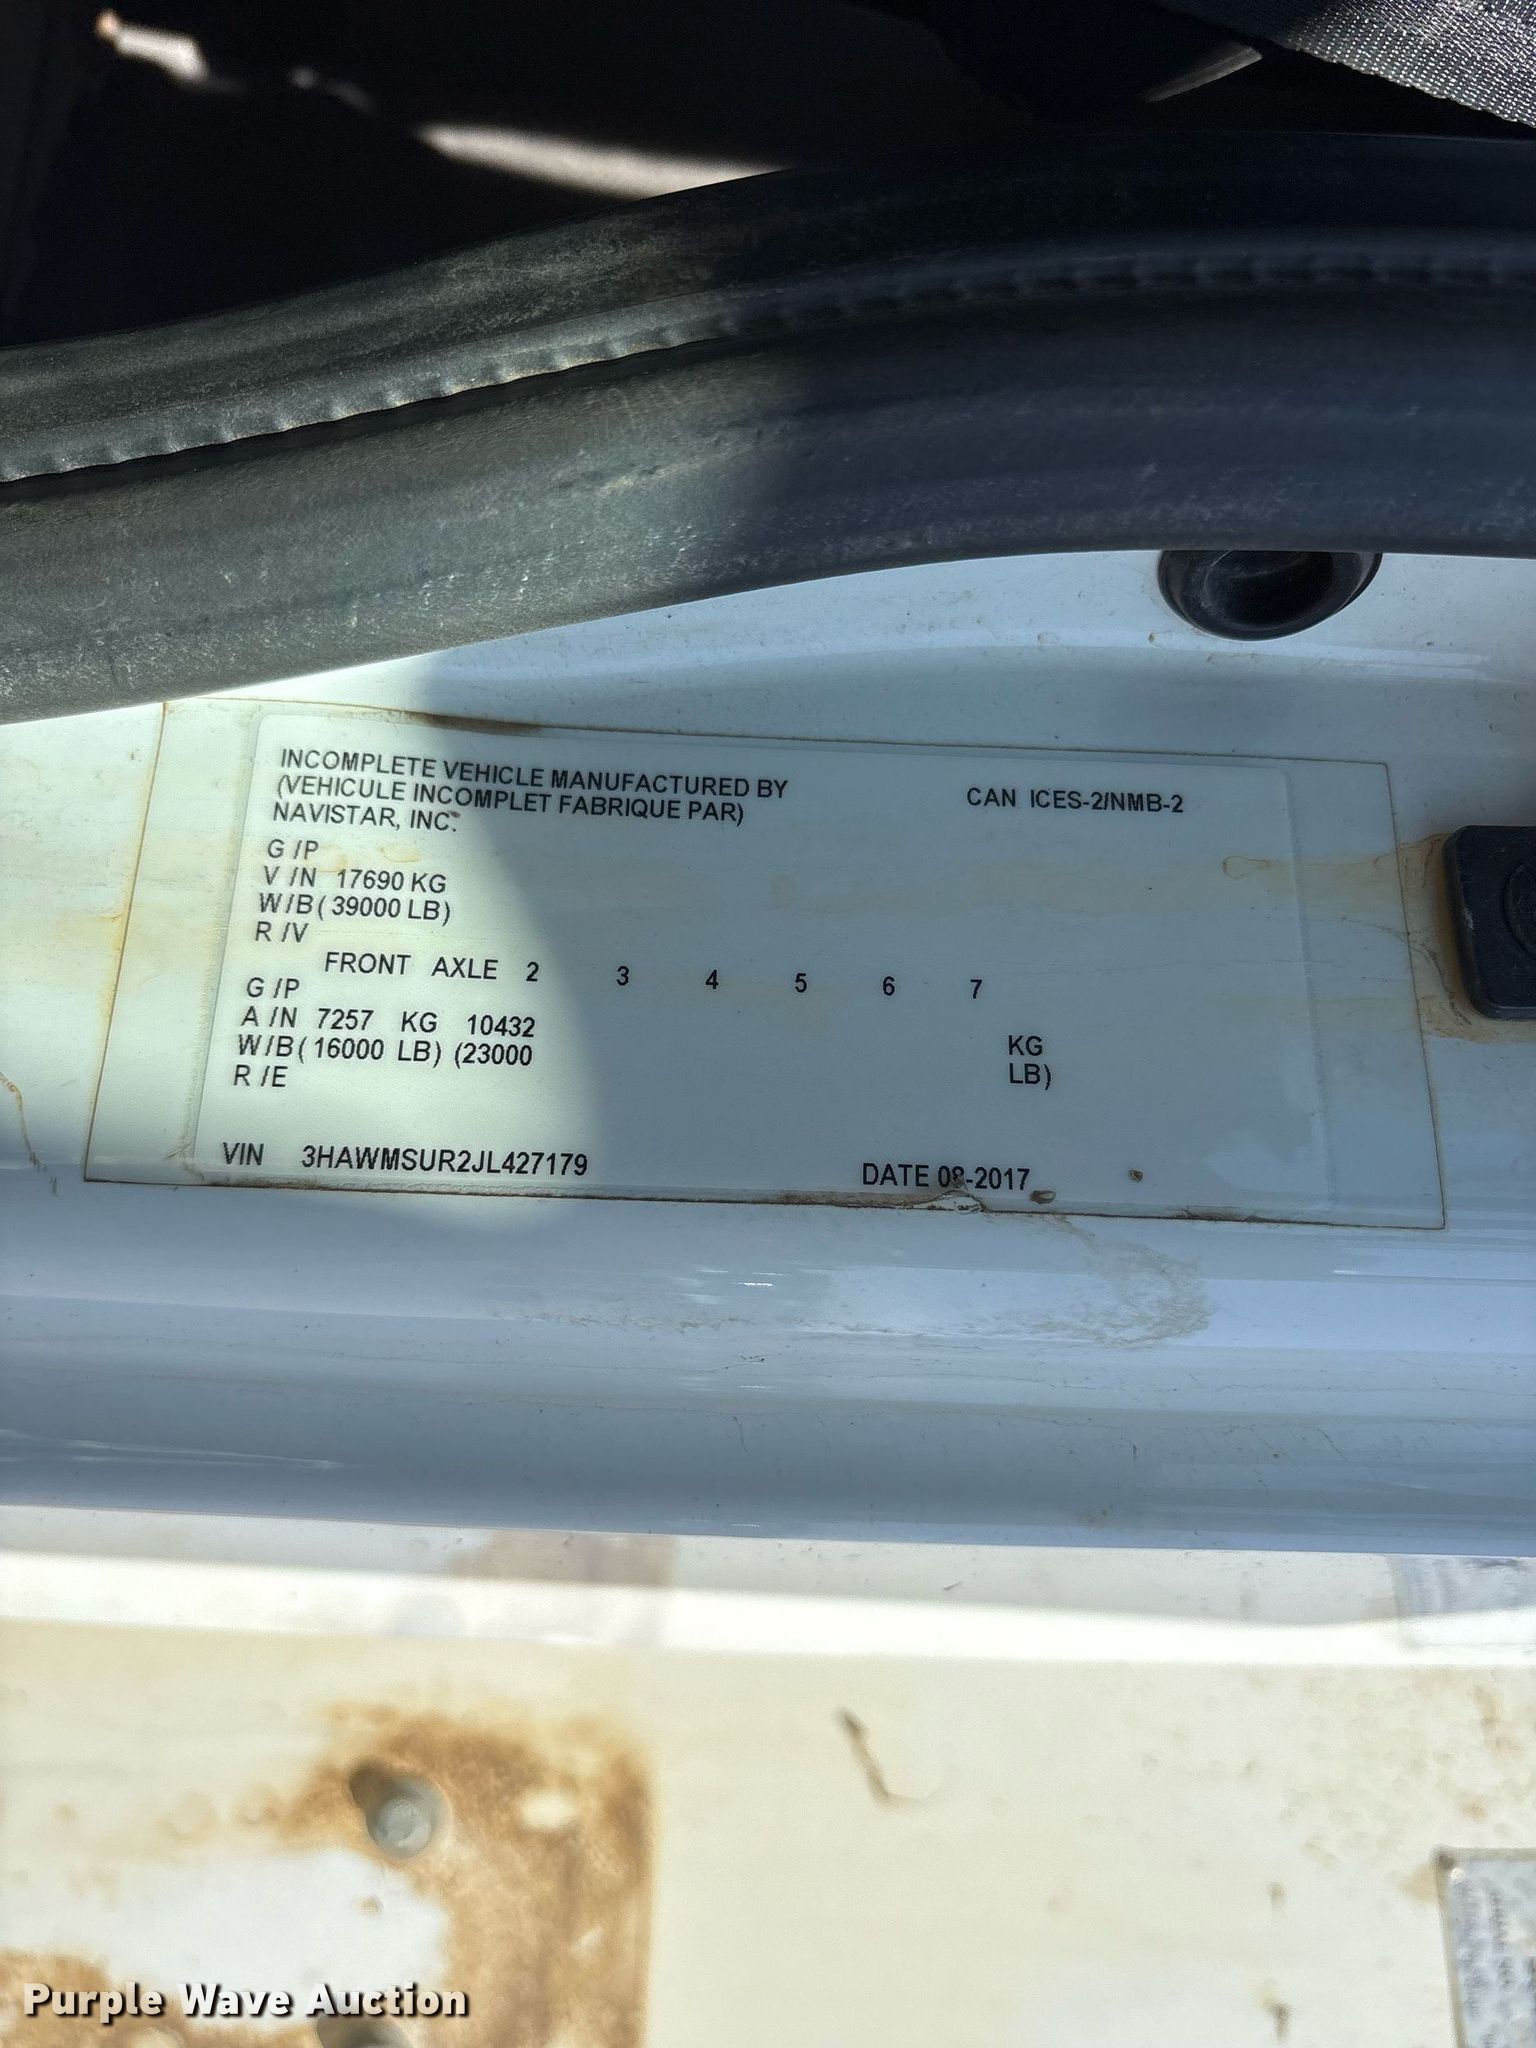 INCOMPLETE VEHICLE MANUFACTURED BY
(VEHICULE INCOMPLET FABRIQUE PAR)
NAVISTAR, INC.
CAN ICES-2/NMB-2
G /P
V /N 17690 KG
W/B ( 39000 LB)
R /V
FRONT AXLE 2 3 4 5 6 7
G /P
A /N 7257 KG 10432 KG
W/B ( 16000 LB) (23000 LB)
R /E
VIN 3HAWMSUR2JL427179 DATE 08-2017
Purple Wave Auction